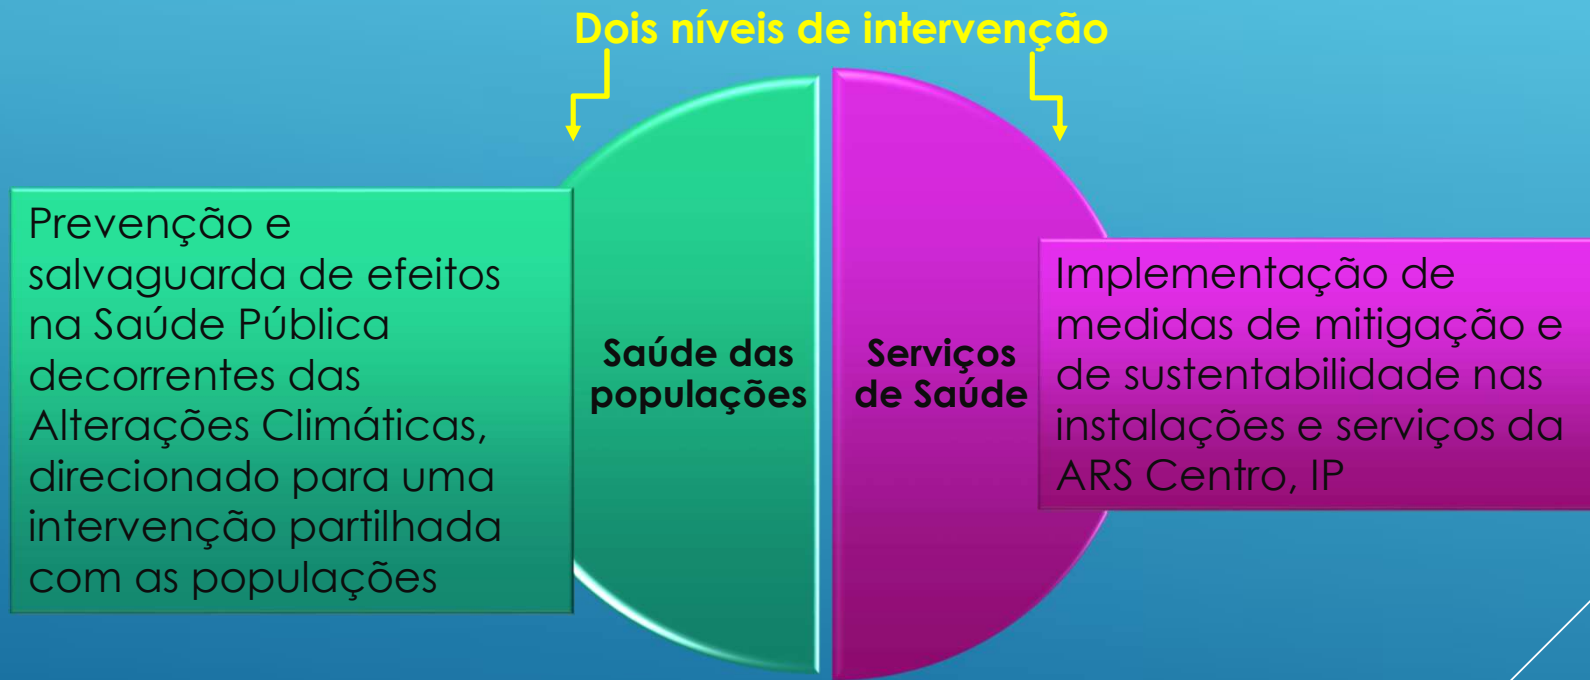 Dois níveis de intervenção
Prevenção e
salvaguarda de efeitos
na Saúde Pública
decorrentes das
Alterações Climáticas,
direcionado para uma
intervenção partilhada
com as populações
Saúde das
populações
Serviços
de Saúde
Implementação de
medidas de mitigação e
de sustentabilidade nas
instalações e serviços da
ARS Centro, IP